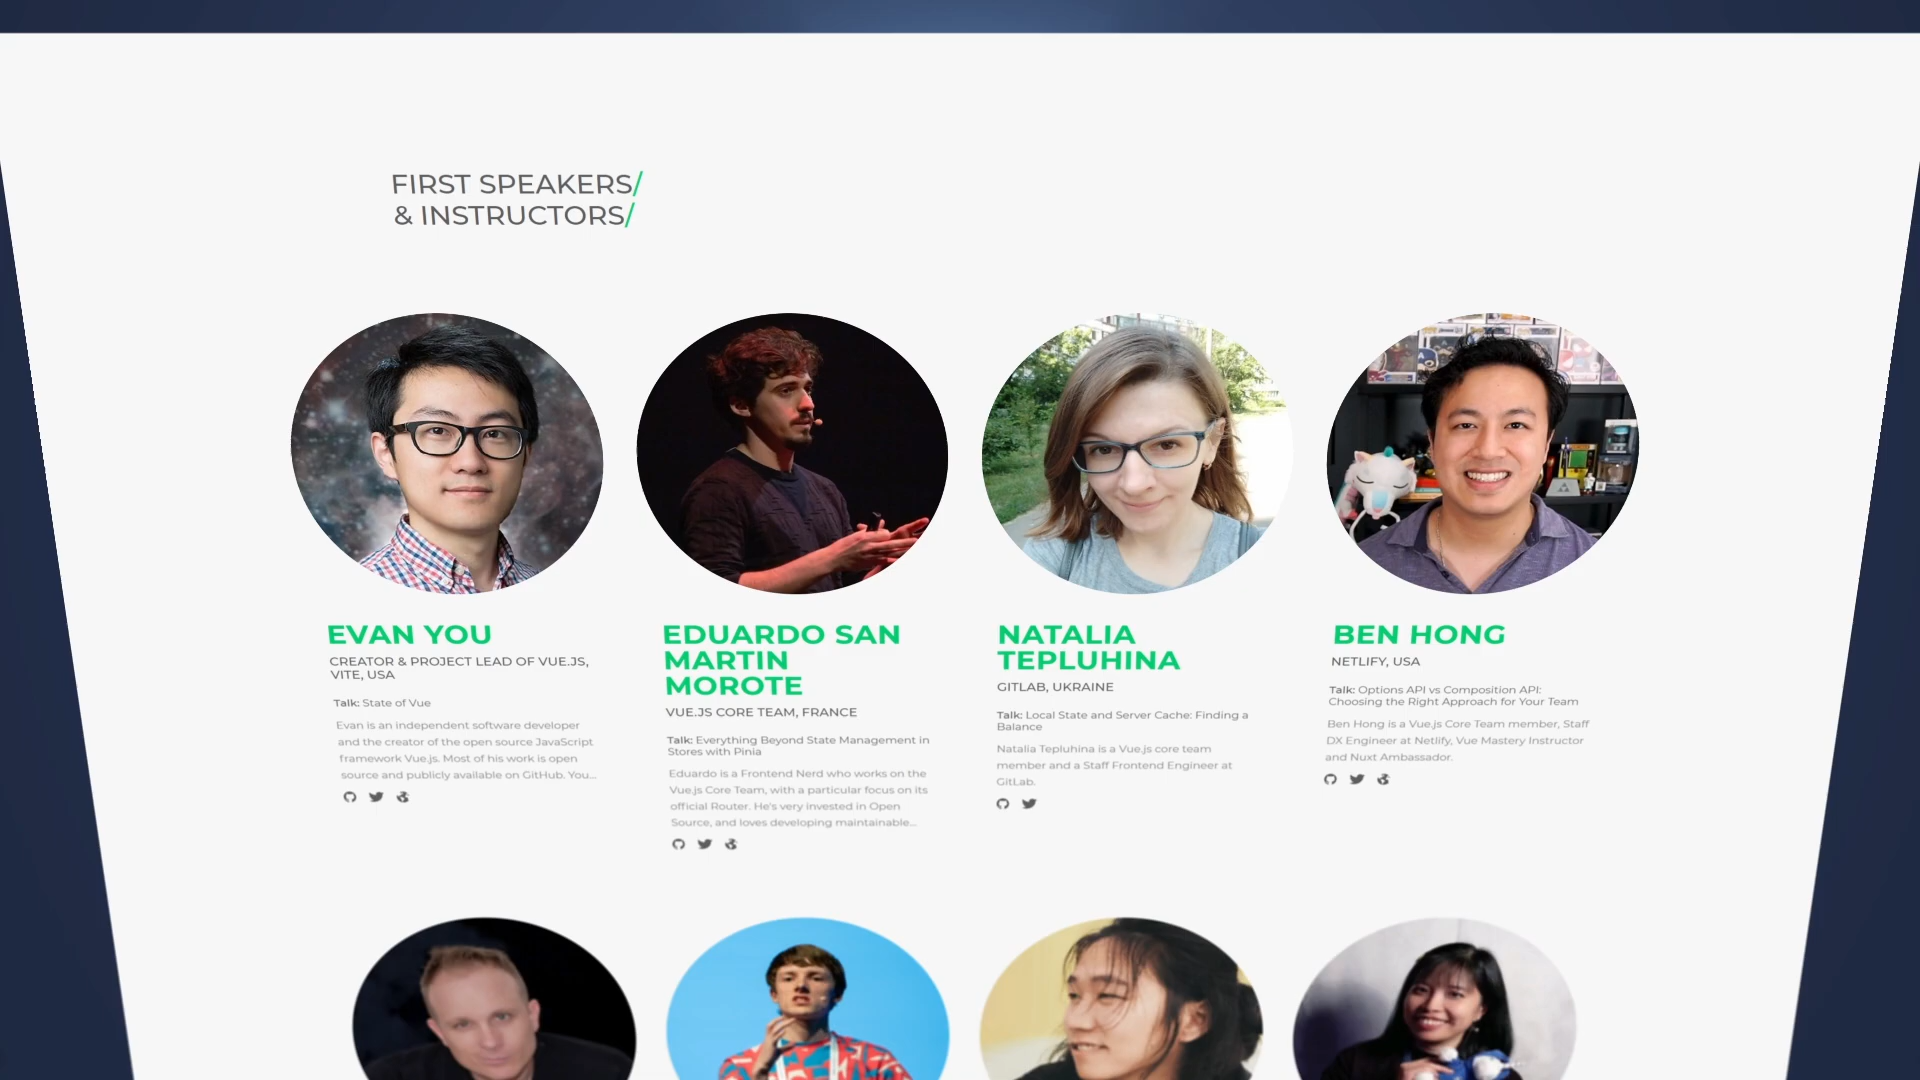 FIRST SPEAKERS/
& INSTRUCTORS/
EVAN YOU
CREATOR & PROJECT LEAD OF VUE.JS,
VITE, USA
Talk: State of Vue
Evan is an independent software developer
and the creator of the open source JavaScript
framework Vue.js. Most of his work is open
source and publicly available on GitHub. You...
EDUARDO SAN
MARTIN
MOROTE
VUE.JS CORE TEAM, FRANCE
Talk: Everything Beyond State Management in
Stores with Pinia
Eduardo is a Frontend Nerd who works on the
Vue.js Core Team, with a particular focus on its
official Router. He's very invested in Open
Source, and loves developing maintainable...
NATALIA
TEPLUHINA
GITLAB, UKRAINE
Talk: Local State and Server Cache: Finding a
Balance
Natalia Tepluhina is a Vue.js core team
member and a Staff Frontend Engineer at
GitLab.
BEN HONG
NETLIFY, USA
Talk: Options API vs Composition API:
Choosing the Right Approach for Your Team
Ben Hong is a Vue.js Core Team member, Staff
DX Engineer at Netlify, Vue Mastery Instructor
and Nuxt Ambassador.